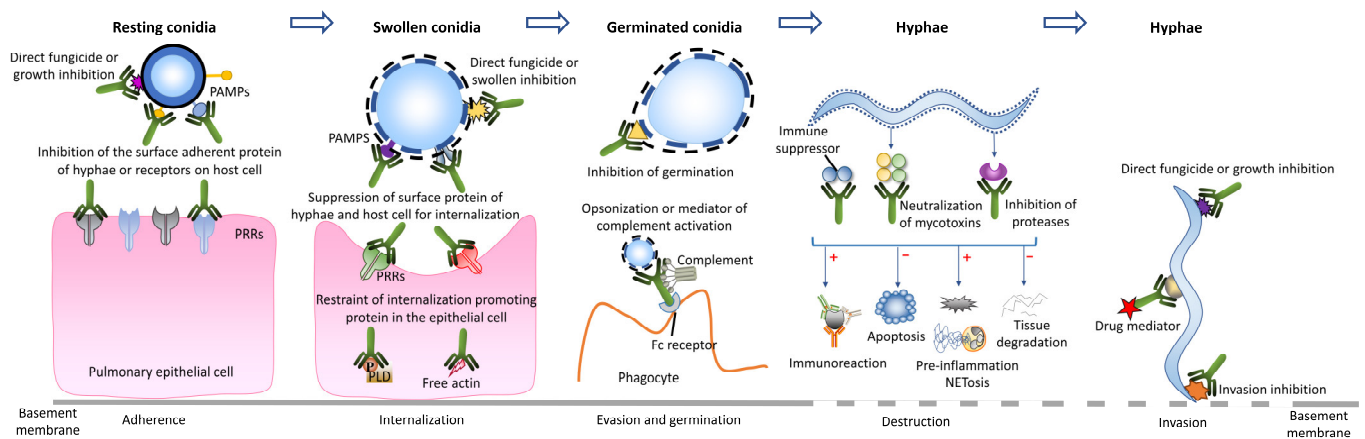 Resting conidia
Direct fungicide or
growth inhibition
PAMPs
Inhibition of the surface adherent protein
of hyphae or receptors on host cell
PRRs
Pulmonary epithelial cell
Swollen conidia
Direct fungicide or
swollen inhibition
PAMPS
Suppression of surface protein of
hyphae and host cell for internalization
PRRs
Restraint of internalization promoting
protein in the epithelial cell
P
PLD
Free actin
Germinated conidia
Inhibition of germination
Opsonization or mediator of
complement activation
Complement
Fc receptor
Phagocyte
Hyphae
Immune
suppressor
Neutralization
of mycotoxins
Inhibition of
proteases
+
−
+
−
Immunoreaction
Apoptosis
Pre-inflammation
NETosis
Tissue
degradation
Hyphae
Direct fungicide or growth inhibition
Drug mediator
Invasion inhibition
Basement
membrane
Adherence
Internalization
Evasion and germination
Destruction
Invasion
Basement
membrane